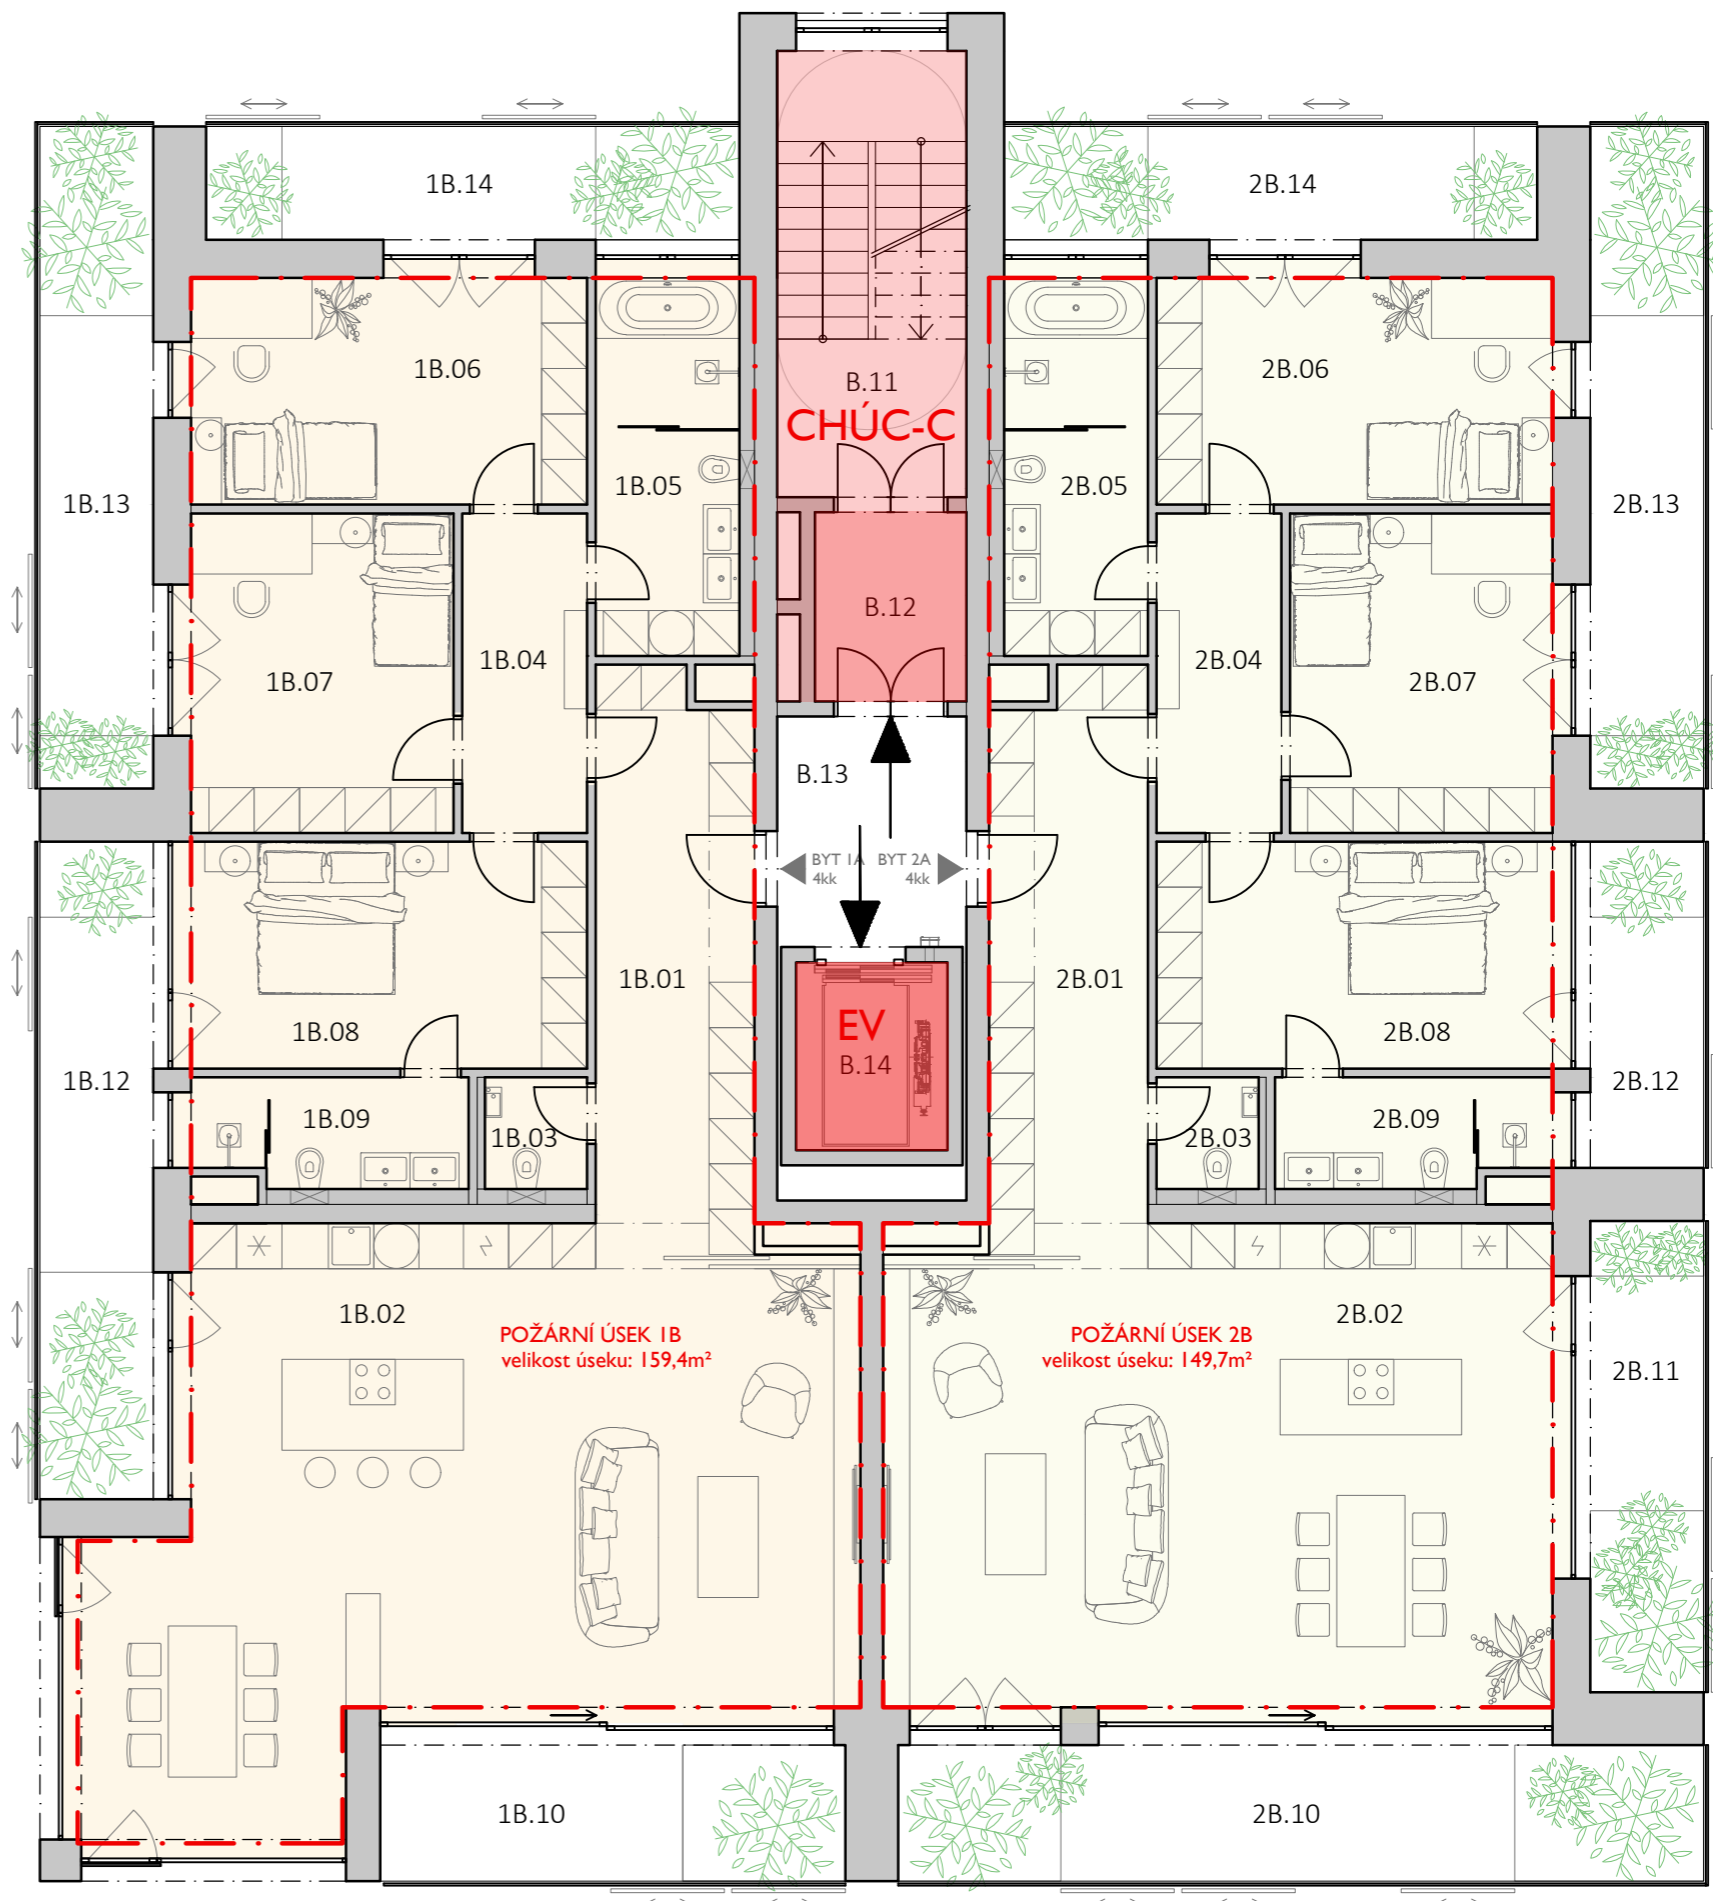 1B.14
2B.14
1B.06
B.11
2B.06
CHÚC-C
1B.13
1B.05
2B.05
2B.13
B.12
1B.04
2B.04
1B.07
2B.07
B.13
BYT 1A
4kk
BYT 2A
4kk
1B.01
2B.01
EV
1B.08
2B.08
B.14
1B.12
2B.12
1B.09
1B.03
2B.03
2B.09
1B.02
2B.02
POŽÁRNÍ ÚSEK 1B
velikost úseku: 159,4m²
POŽÁRNÍ ÚSEK 2B
velikost úseku: 149,7m²
2B.11
1B.10
2B.10